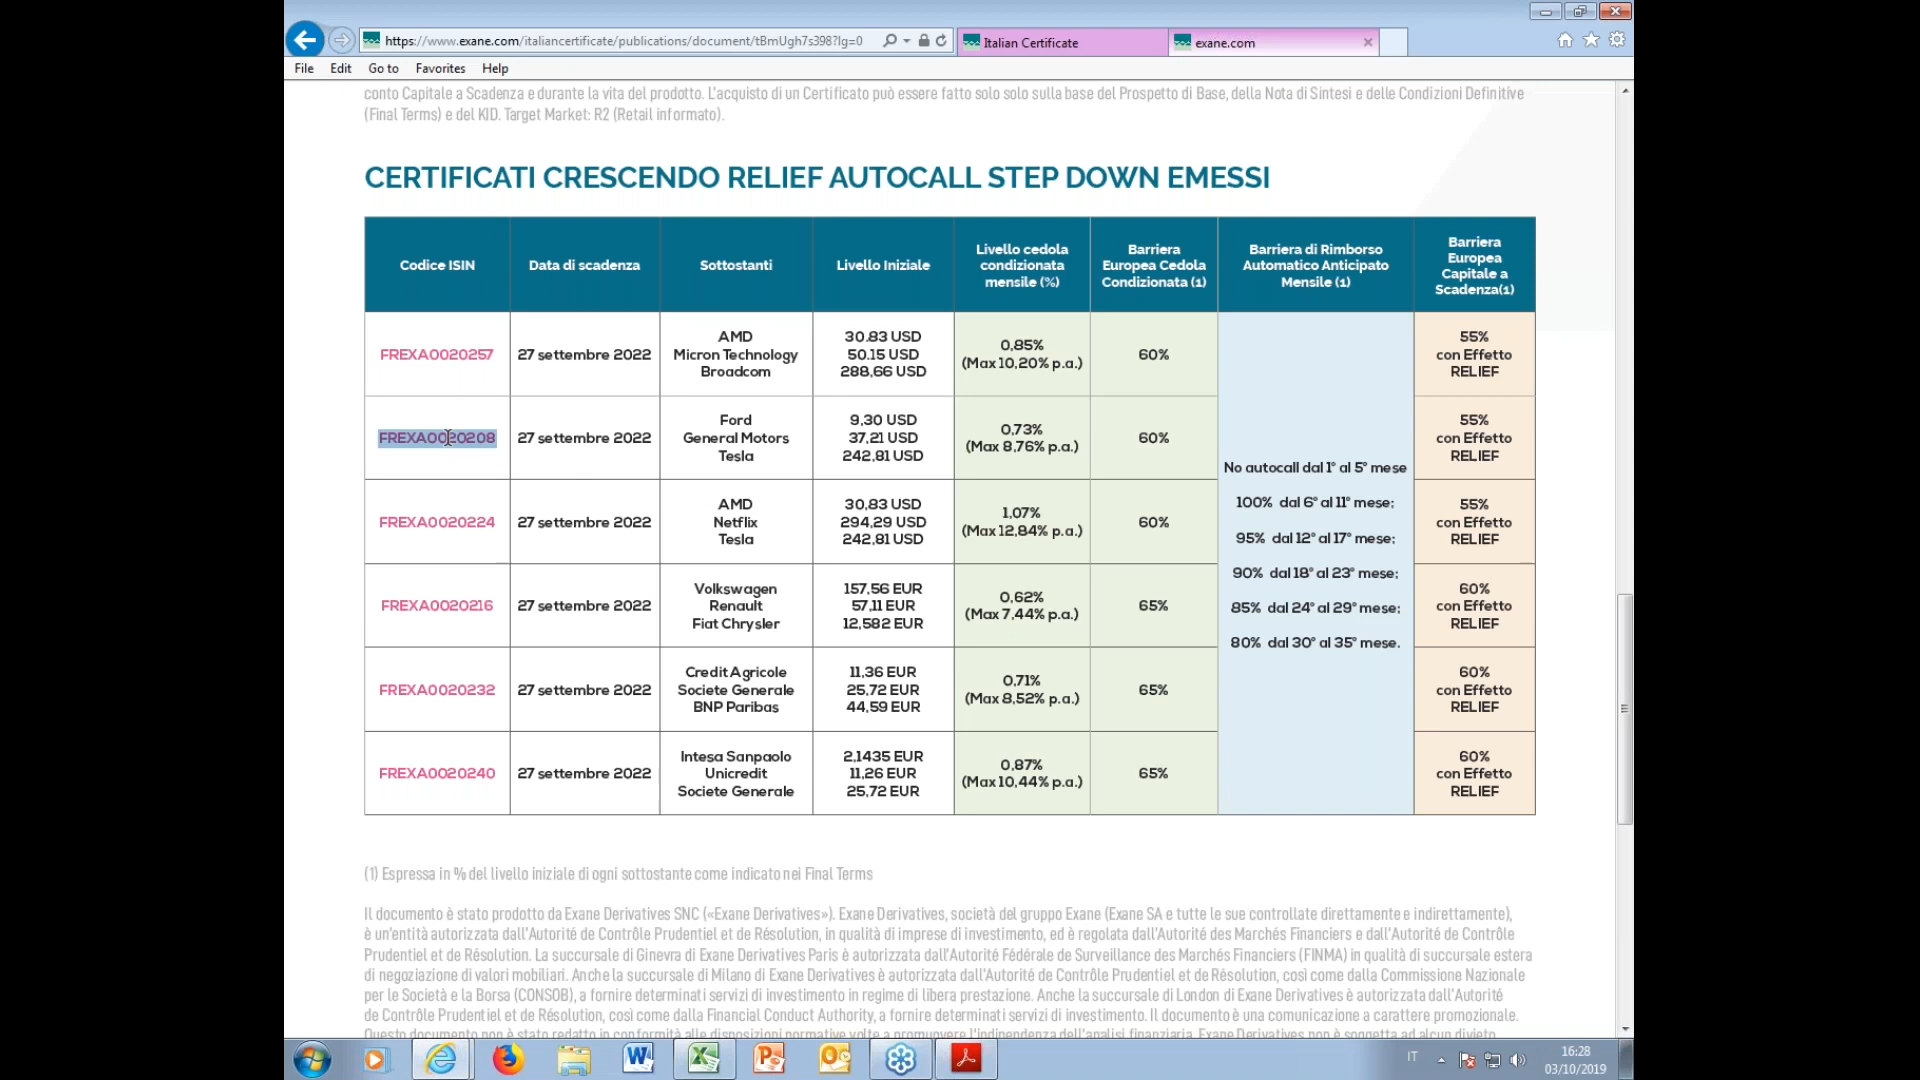 https://www.exane.com/italiancertificate/publications/document/tBmUgh7s398?lg=0
Italian Certificate
exane.com
File Edit Go to Favorites Help
conto Capitale a Scadenza e durante la vita del prodotto. L'acquisto di un Certificato può essere fatto solo solo sulla base del Prospetto di Base, della Nota di Sintesi e delle Condizioni Definitive
(Final Terms) e del KID. Target Market: R2 (Retail informato).
CERTIFICATI CRESCENDO RELIEF AUTOCALL STEP DOWN EMESSI
Codice ISIN
Data di scadenza
Sottostanti
Livello Iniziale
Livello cedola
condizionata
mensile (%)
Barriera
Europea Cedola
Condizionata (1)
Barriera di Rimborso
Automatico Anticipato
Mensile (1)
Barriera
Europea
Capitale a
Scadenza(1)
FREXA0020257
27 settembre 2022
AMD
Micron Technology
Broadcom
30.83 USD
50.15 USD
288,66 USD
0,85%
(Max 10,20% p.a.)
60%
55%
con Effetto
RELIEF
FREXA0020208
27 settembre 2022
Ford
General Motors
Tesla
9,30 USD
37,21 USD
242,81 USD
0,73%
(Max 8,76% p.a.)
60%
55%
con Effetto
RELIEF
FREXA0020224
27 settembre 2022
AMD
Netflix
Tesla
30,83 USD
294,29 USD
242,81 USD
1,07%
(Max 12,84% p.a.)
60%
55%
con Effetto
RELIEF
FREXA0020216
27 settembre 2022
Volkswagen
Renault
Fiat Chrysler
157,56 EUR
57,11 EUR
12,582 EUR
0,62%
(Max 7,44% p.a.)
65%
60%
con Effetto
RELIEF
FREXA0020232
27 settembre 2022
Credit Agricole
Societe Generale
BNP Paribas
11,36 EUR
25,72 EUR
44,59 EUR
0,71%
(Max 8,52% p.a.)
65%
60%
con Effetto
RELIEF
FREXA0020240
27 settembre 2022
Intesa Sanpaolo
Unicredit
Societe Generale
2,1435 EUR
11,26 EUR
25,72 EUR
0,87%
(Max 10,44% p.a.)
65%
60%
con Effetto
RELIEF
No autocall dal 1° al 5° mese
100% dal 6° al 11° mese;
95% dal 12° al 17° mese;
90% dal 18° al 23° mese;
85% dal 24° al 29° mese;
80% dal 30° al 35° mese.
(1) Espressa in % del livello iniziale di ogni sottostante come indicato nei Final Terms
Il documento è stato prodotto da Exane Derivatives SNC («Exane Derivatives»). Exane Derivatives, società del gruppo Exane (Exane SA e tutte le sue controllate direttamente e indirettamente),
è un'entità autorizzata dall'Autorité de Contrôle Prudentiel et de Résolution, in qualità di imprese di investimento, ed è regolata dall'Autorité des Marchés Financiers e dall'Autorité de Contrôle
Prudentiel et de Résolution. La succursale di Ginevra di Exane Derivatives Paris è autorizzata dall'Autorité Fédérale de Surveillance des Marchés Financiers (FINMA) in qualità di succursale estera
di negoziazione di valori mobiliari. Anche la succursale di Milano di Exane Derivatives è autorizzata dall'Autorité de Contrôle Prudentiel et de Résolution, così come dalla Commissione Nazionale
per le Società e la Borsa (CONSOB), a fornire determinati servizi di investimento in regime di libera prestazione. Anche la succursale di London di Exane Derivatives è autorizzata dall'Autorité
de Contrôle Prudentiel et de Résolution, così come dalla Financial Conduct Authority, a fornire determinati servizi di investimento. Il documento è una comunicazione a carattere promozionale.
Questo documento non è stato redatto in conformità alle disposizioni normative volte a promuovere l'indipendenza dell'analisi finanziaria. Exane Derivatives non è soggetta ad alcun divieto
IT
16:28
03/10/2019